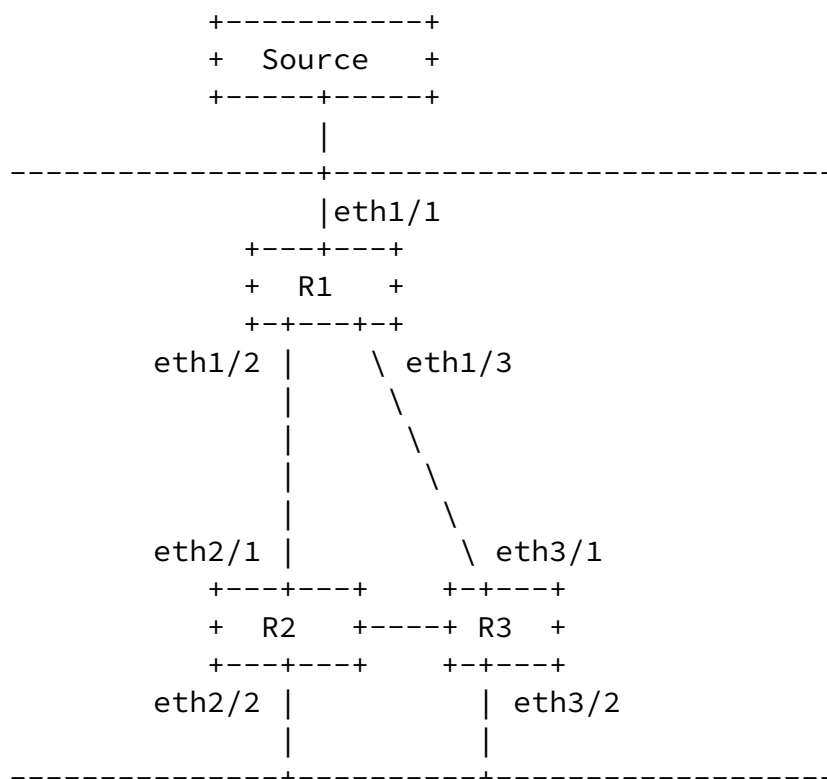 +-----------+
+  Source   +
+-----+-----+
|
-----------------+----------------------------
|eth1/1
+---+---+
+  R1   +
+-+---+-+
eth1/2 |    \ eth1/3
|     \
|      \
|       \
|        \
eth2/1 |         \ eth3/1
+---+---+    +-+---+
+  R2   +----+ R3  +
+---+---+    +-+---+
eth2/2 |          | eth3/2
|          |
---------------+----------+-------------------